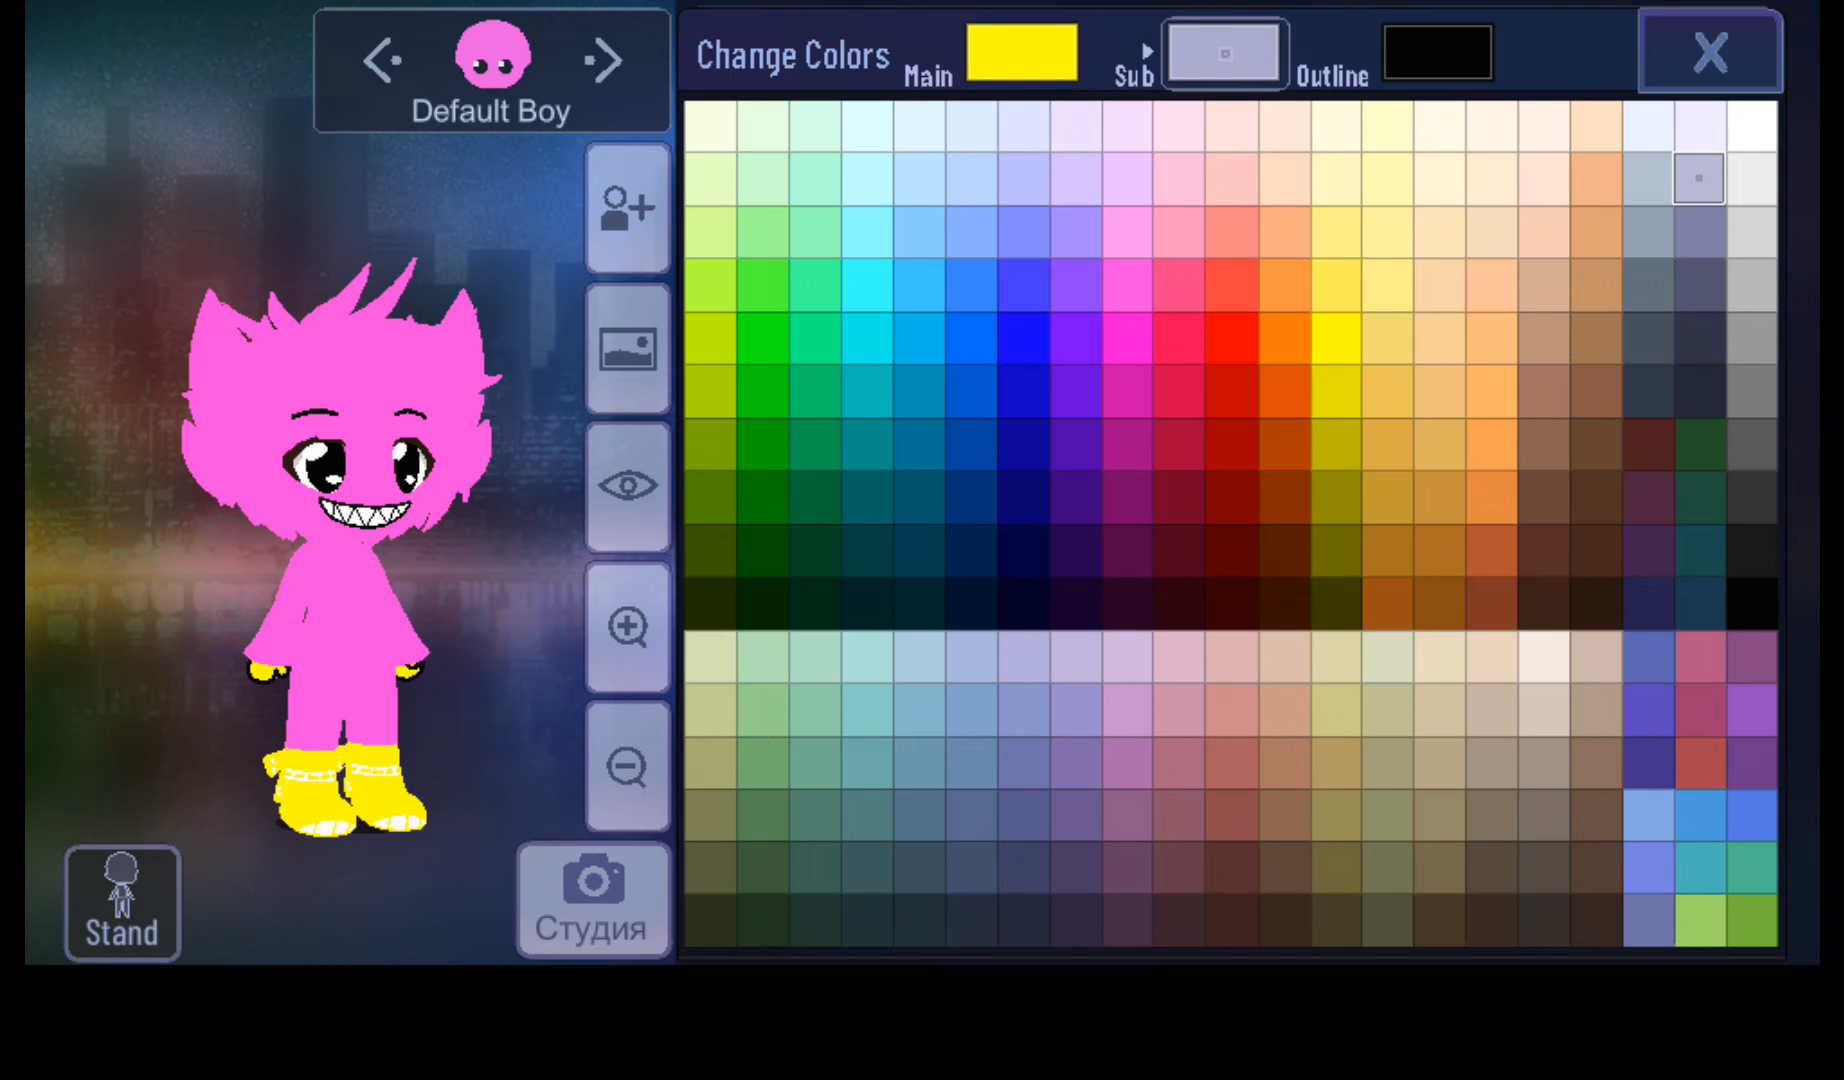 Default Boy
Change Colors
Main
Sub
Outline
X
Stand
Студия